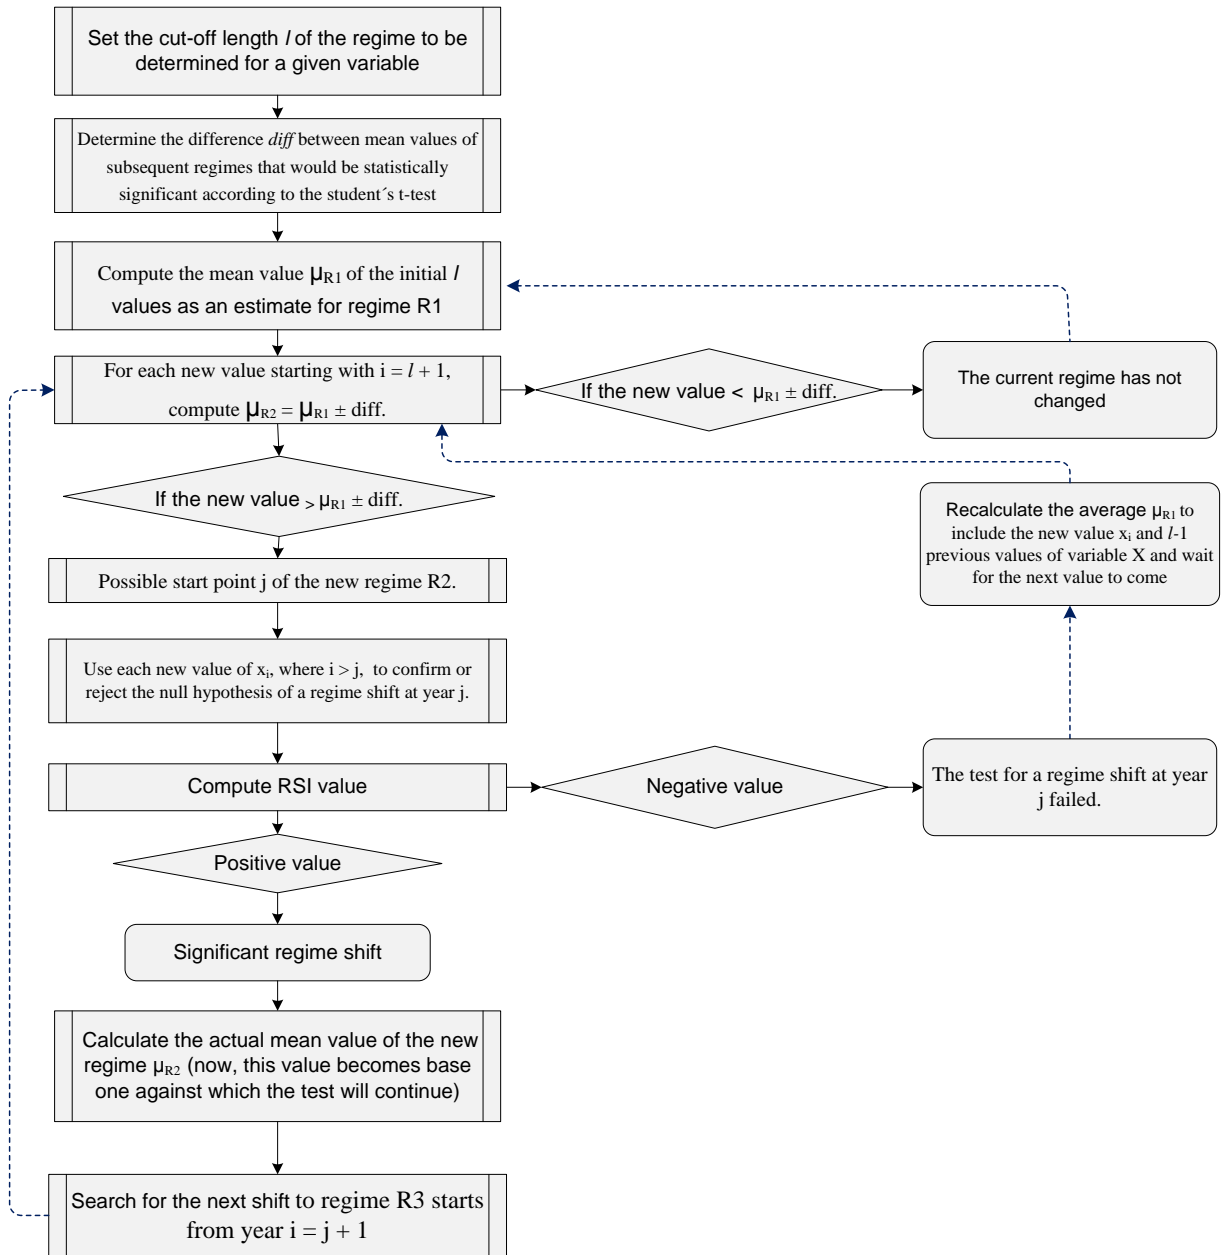 Set the cut-off length l of the regime to be
determined for a given variable
Determine the difference diff between mean values of
subsequent regimes that would be statistically
significant according to the student´s t-test
Compute the mean value μR1 of the initial l
values as an estimate for regime R1
For each new value starting with i = l + 1,
compute μR2 = μR1 ± diff.
If the new value < μR1 ± diff.
The current regime has not
changed
If the new value > μR1 ± diff.
Recalculate the average μR1 to
include the new value xi and l-1
previous values of variable X and wait
for the next value to come
Possible start point j of the new regime R2.
Use each new value of xi, where i > j, to confirm or
reject the null hypothesis of a regime shift at year j.
Compute RSI value
Negative value
The test for a regime shift at year
j failed.
Positive value
Significant regime shift
Calculate the actual mean value of the new
regime μR2 (now, this value becomes base
one against which the test will continue)
Search for the next shift to regime R3 starts
from year i = j + 1